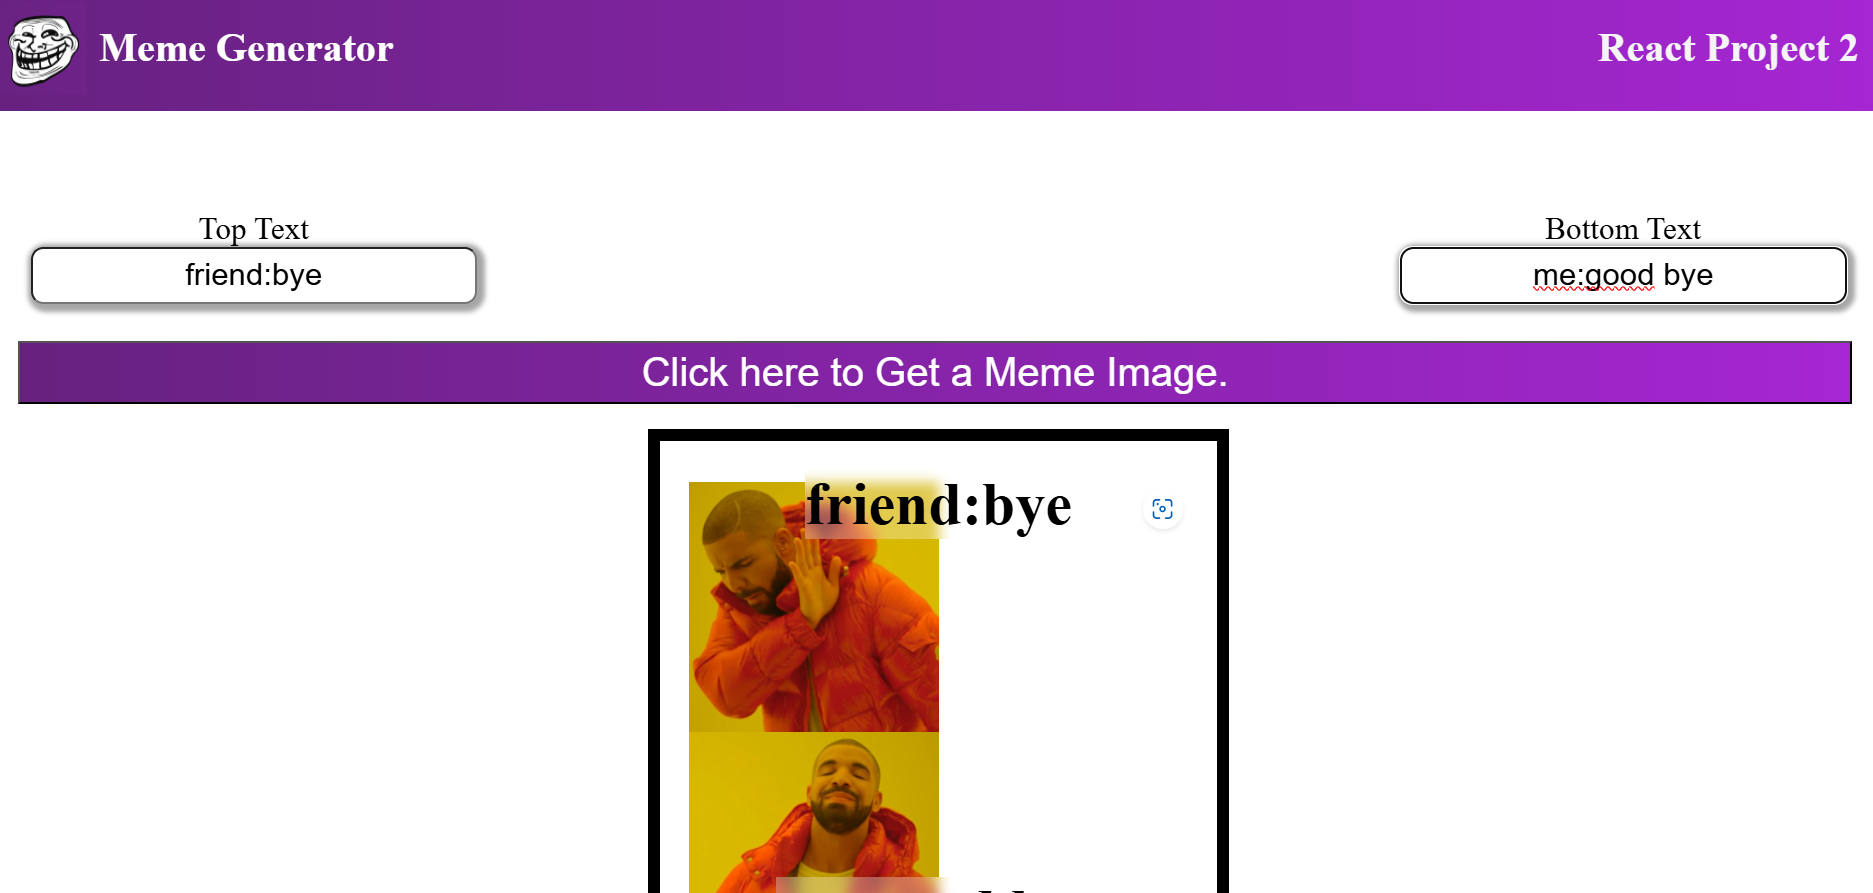 Meme Generator
React Project 2
Top Text
Bottom Text
friend:bye
me:good bye
Click here to Get a Meme Image.
friend:bye